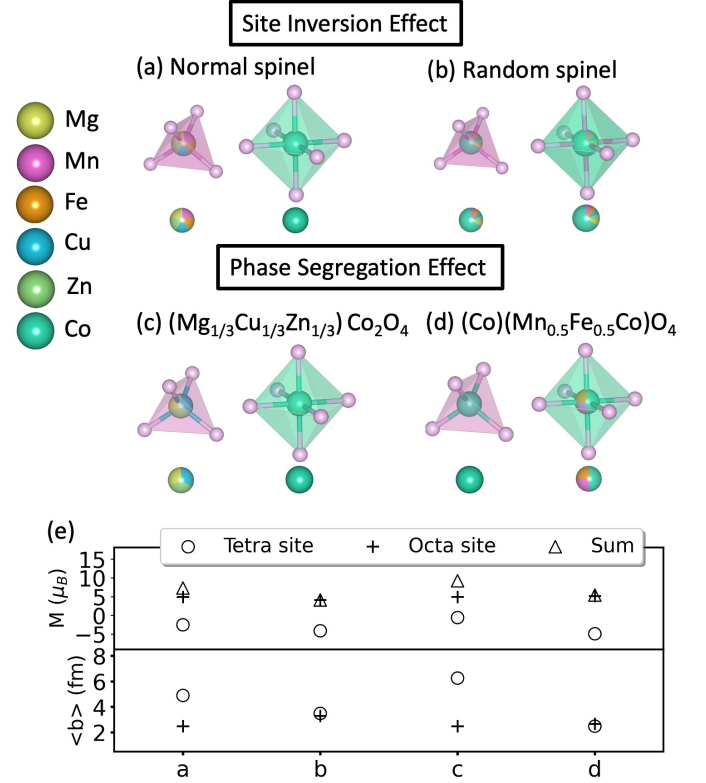 Site Inversion Effect
(a) Normal spinel
(b) Random spinel
Mg
Mn
Fe
Cu
Zn
Co
Phase Segregation Effect
(c) (Mg1/3Cu1/3Zn1/3) Co2O4
(d) (Co)(Mn0.5Fe0.5Co)O4
(e)
Tetra site
Octa site
Sum
M (μB)
15
10
5
0
−5
<b> (fm)
8
6
4
2
a
b
c
d